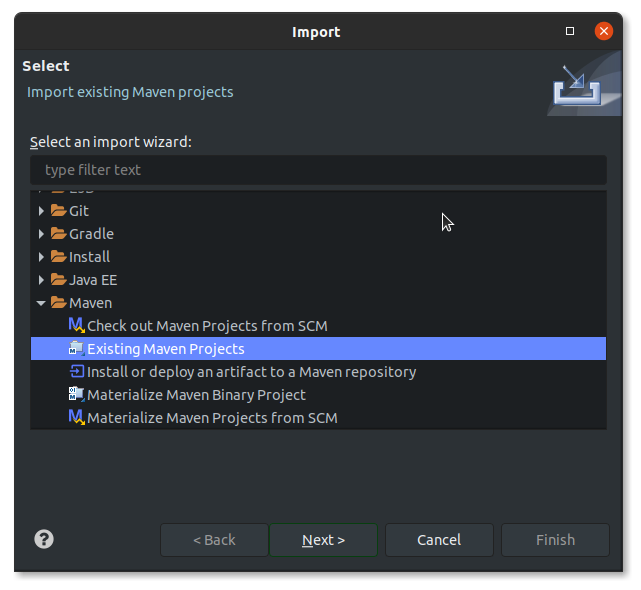 Import
Select
Import existing Maven projects
Select an import wizard:
type filter text
Git
Gradle
Install
Java EE
Maven
Check out Maven Projects from SCM
Existing Maven Projects
Install or deploy an artifact to a Maven repository
Materialize Maven Binary Project
Materialize Maven Projects from SCM
?
< Back
Next >
Cancel
Finish